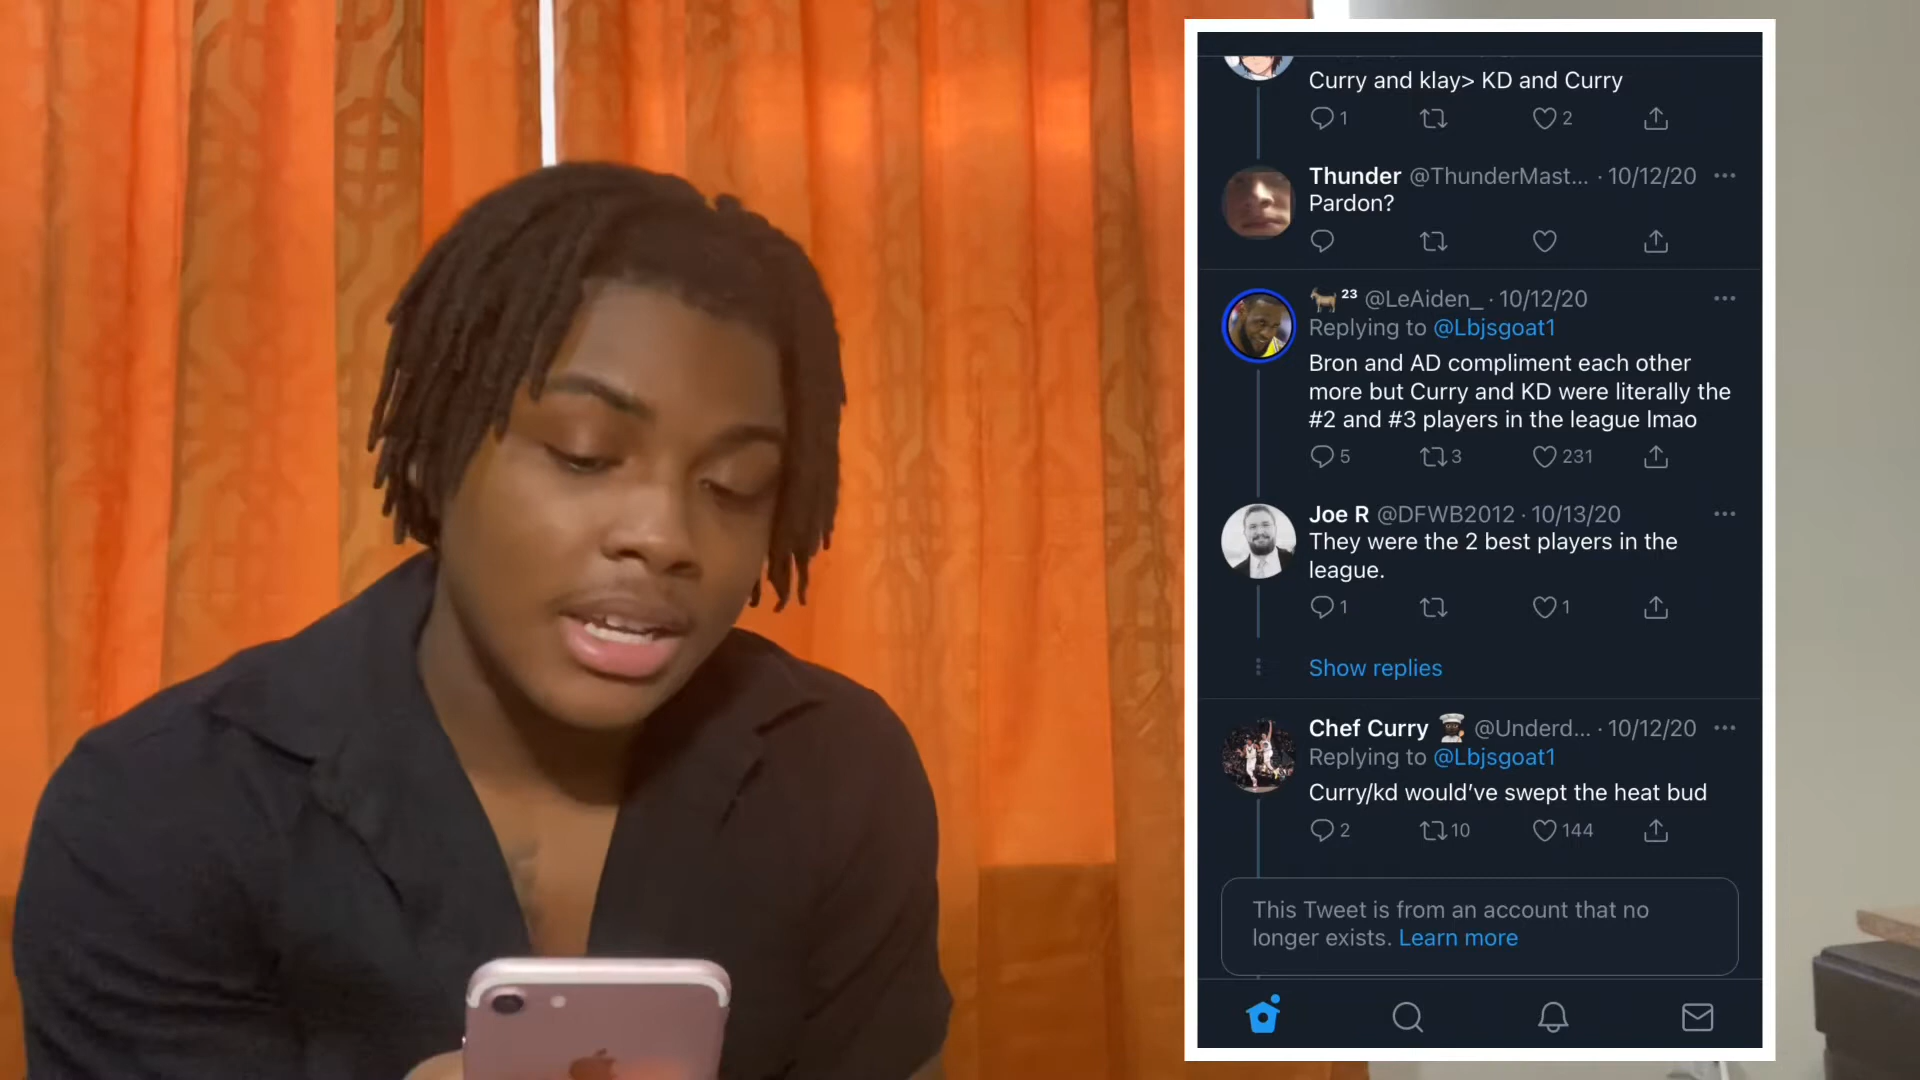 Curry and klay> KD and Curry
1 2
Thunder @ThunderMast... · 10/12/20
Pardon?
23 @LeAiden_ · 10/12/20
Replying to @Lbjsgoat1
Bron and AD compliment each other
more but Curry and KD were literally the
#2 and #3 players in the league lmao
5 3 231
Joe R @DFWB2012 · 10/13/20
They were the 2 best players in the
league.
1 1
Show replies
Chef Curry @Underd... · 10/12/20
Replying to @Lbjsgoat1
Curry/kd would've swept the heat bud
2 10 144
This Tweet is from an account that no
longer exists. Learn more